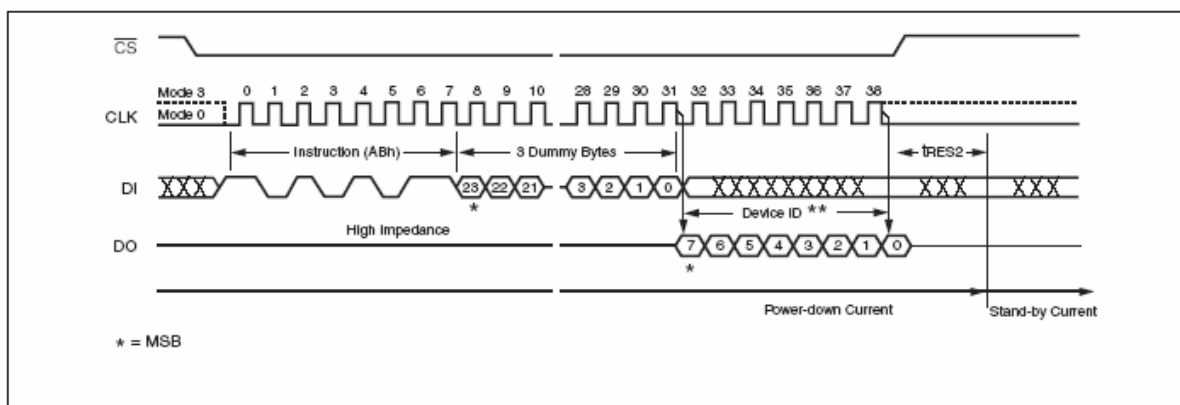 CS
Mode 3 0 1 2 3 4 5 6 7 8 9 10 28 29 30 31 32 33 34 35 36 37 38
CLK Mode 0
Instruction (ABh) 3 Dummy Bytes tRES2
DI 23 22 21 3 2 1 0
*
Device ID **
High Impedance
DO 7 6 5 4 3 2 1 0
*
Power-down Current Stand-by Current
* = MSB